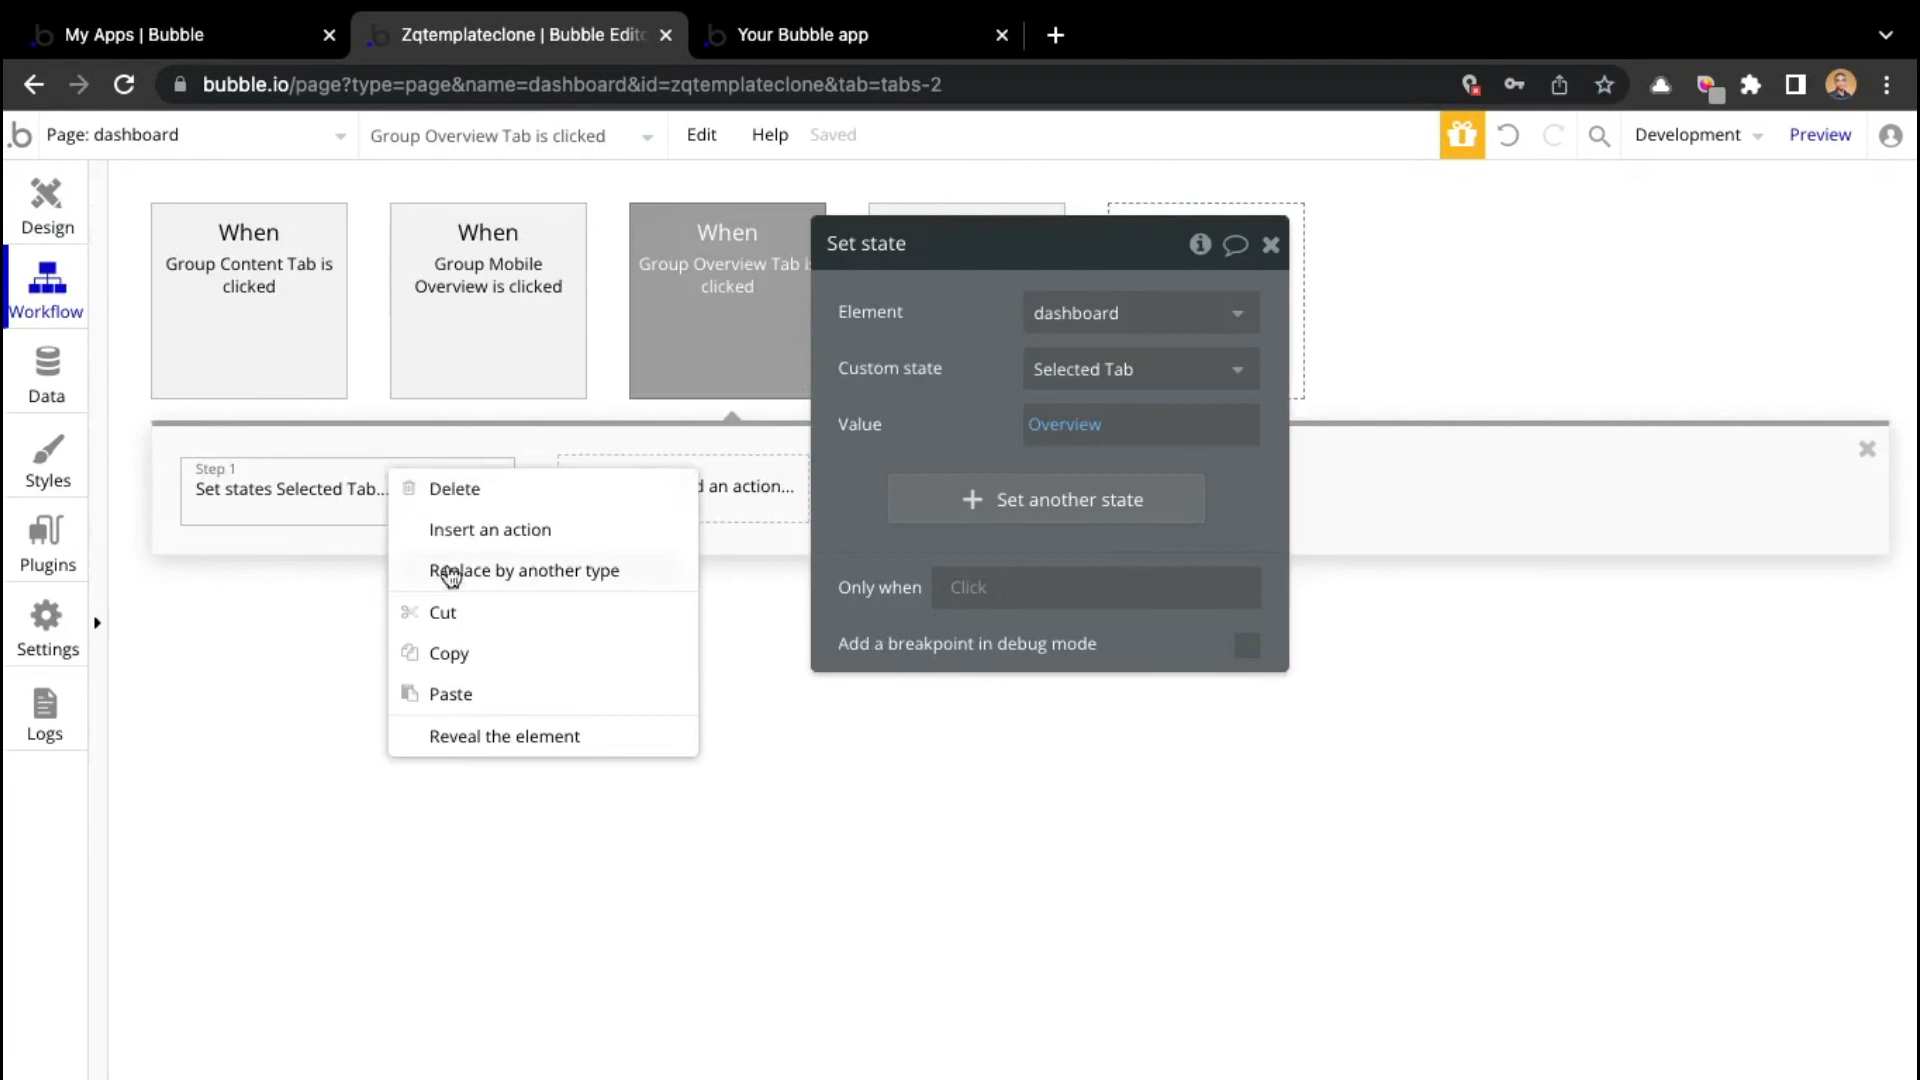 My Apps | Bubble
Zqtemplateclone | Bubble Edito
Your Bubble app
bubble.io/page?type=page&name=dashboard&id=zqtemplateclone&tab=tabs-2
Page: dashboard
Group Overview Tab is clicked
Edit
Help
Saved
Development
Preview
Design
Workflow
Data
Styles
Plugins
Settings
Logs
When
Group Content Tab is
clicked
When
Group Mobile
Overview is clicked
When
Group Overview Tab i
clicked
Step 1
Set states Selected Tab...
d an action...
Delete
Insert an action
Replace by another type
Cut
Copy
Paste
Reveal the element
Set state
Element
dashboard
Custom state
Selected Tab
Value
Overview
Set another state
Only when
Click
Add a breakpoint in debug mode